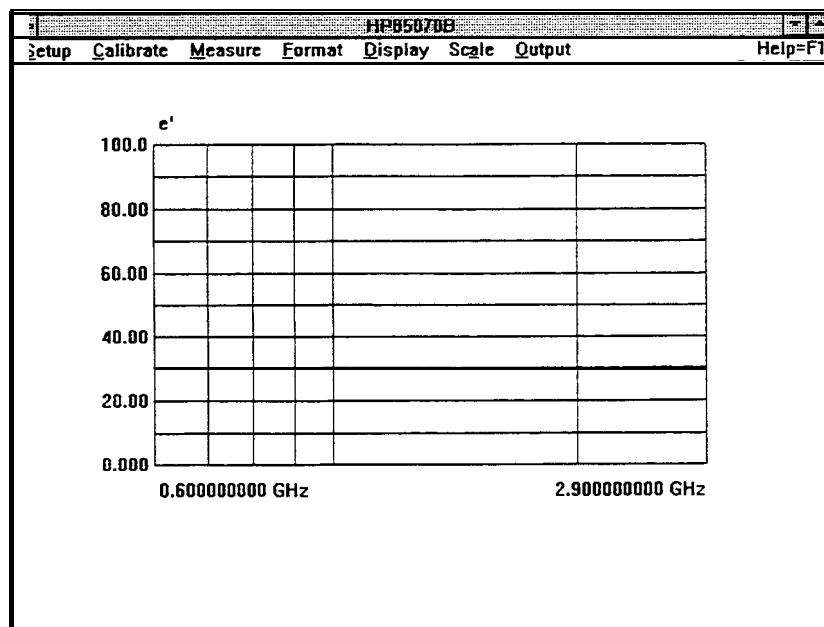 HP85070B
Setup Calibrate Measure Format Display Scale Output Help=F1
e'
100.0
80.00
60.00
40.00
20.00
0.000
0.600000000 GHz 2.900000000 GHz